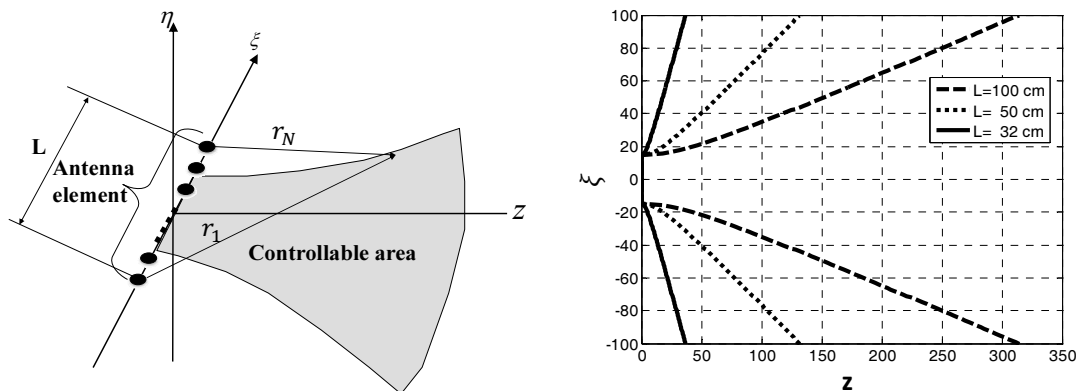 η
ξ
r_N
L
Antenna
element
r_1
z
Controllable area
100
80
60
40
20
0
-20
-40
-60
-80
-100
ξ
L=100 cm
L= 50 cm
L= 32 cm
0 50 100 150 200 250 300 350
z